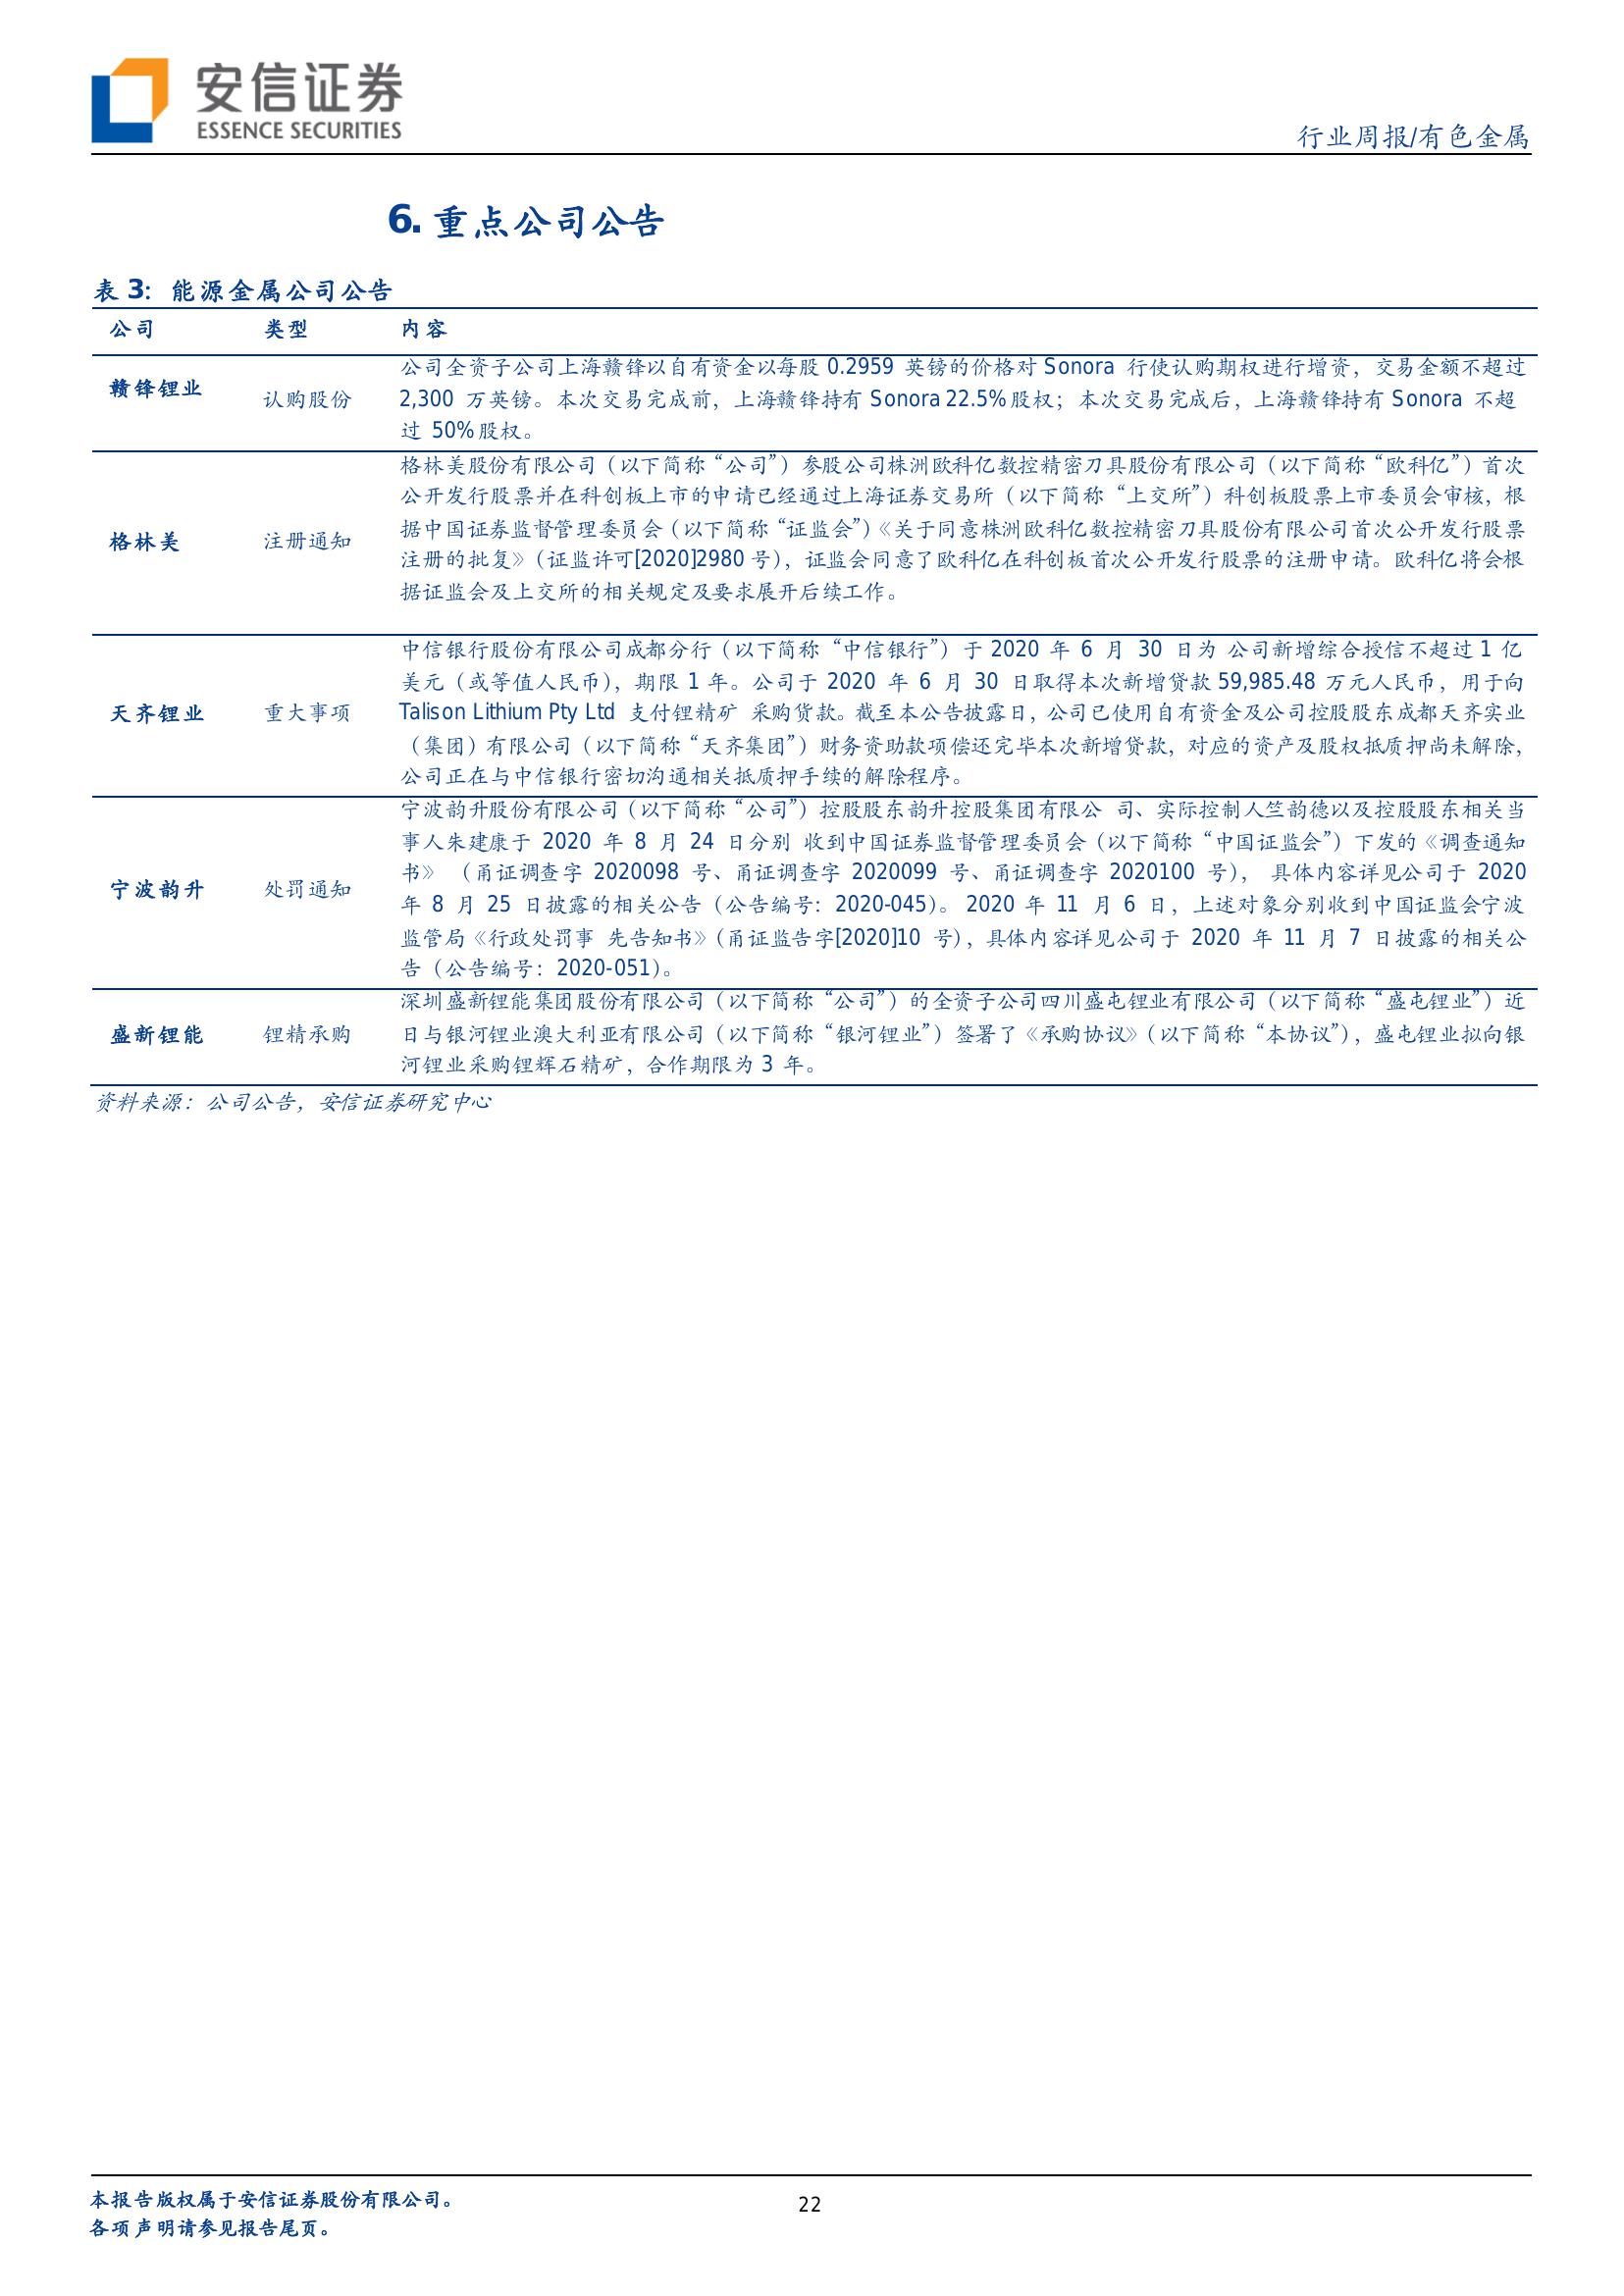 安信证券
ESSENCE SECURITIES
行业周报/有色金属
6. 重点公司公告
表 3: 能源金属公司公告
公司 类型 内容
赣锋锂业 认购股份
公司全资子公司上海赣锋以自有资金以每股 0.2959 英镑的价格对 Sonora 行使认购期权进行增资，交易金额不超过
2,300 万英镑。本次交易完成前，上海赣锋持有 Sonora 22.5%股权；本次交易完成后，上海赣锋持有 Sonora 不超
过 50%股权。
格林美 注册通知
格林美股份有限公司（以下简称“公司”）参股公司株洲欧科亿数控精密刀具股份有限公司（以下简称“欧科亿”）首次
公开发行股票并在科创板上市的申请已经通过上海证券交易所（以下简称“上交所”）科创板股票上市委员会审核，根
据中国证券监督管理委员会（以下简称“证监会”）《关于同意株洲欧科亿数控精密刀具股份有限公司首次公开发行股票
注册的批复》（证监许可[2020]2980 号），证监会同意了欧科亿在科创板首次公开发行股票的注册申请。欧科亿将会根
据证监会及上交所的相关规定及要求展开后续工作。
天齐锂业 重大事项
中信银行股份有限公司成都分行（以下简称“中信银行”）于 2020 年 6 月 30 日为 公司新增综合授信不超过 1 亿
美元（或等值人民币），期限 1 年。公司于 2020 年 6 月 30 日取得本次新增贷款 59,985.48 万元人民币，用于向
Talison Lithium Pty Ltd 支付锂精矿 采购货款。截至本公告披露日，公司已使用自有资金及公司控股股东成都天齐实业
（集团）有限公司（以下简称“天齐集团”）财务资助款项偿还完毕本次新增贷款，对应的资产及股权抵质押尚未解除，
公司正在与中信银行密切沟通相关抵质押手续的解除程序。
宁波韵升 处罚通知
宁波韵升股份有限公司（以下简称“公司”）控股股东韵升控股集团有限公 司、实际控制人竺韵德以及控股股东相关当
事人朱建康于 2020 年 8 月 24 日分别 收到中国证券监督管理委员会（以下简称“中国证监会”）下发的《调查通知
书》 （甬证调查字 2020098 号、甬证调查字 2020099 号、甬证调查字 2020100 号）， 具体内容详见公司于 2020
年 8 月 25 日披露的相关公告（公告编号：2020-045）。 2020 年 11 月 6 日，上述对象分别收到中国证监会宁波
监管局《行政处罚事 先告知书》（甬证监告字[2020]10 号），具体内容详见公司于 2020 年 11 月 7 日披露的相关公
告（公告编号：2020-051）。
盛新锂能 锂精承购
深圳盛新锂能集团股份有限公司（以下简称“公司”）的全资子公司四川盛屯锂业有限公司（以下简称“盛屯锂业”）近
日与银河锂业澳大利亚有限公司（以下简称“银河锂业”）签署了《承购协议》（以下简称“本协议”），盛屯锂业拟向银
河锂业采购锂辉石精矿，合作期限为 3 年。
资料来源：公司公告，安信证券研究中心
本报告版权属于安信证券股份有限公司。
各项声明请参见报告尾页。
22